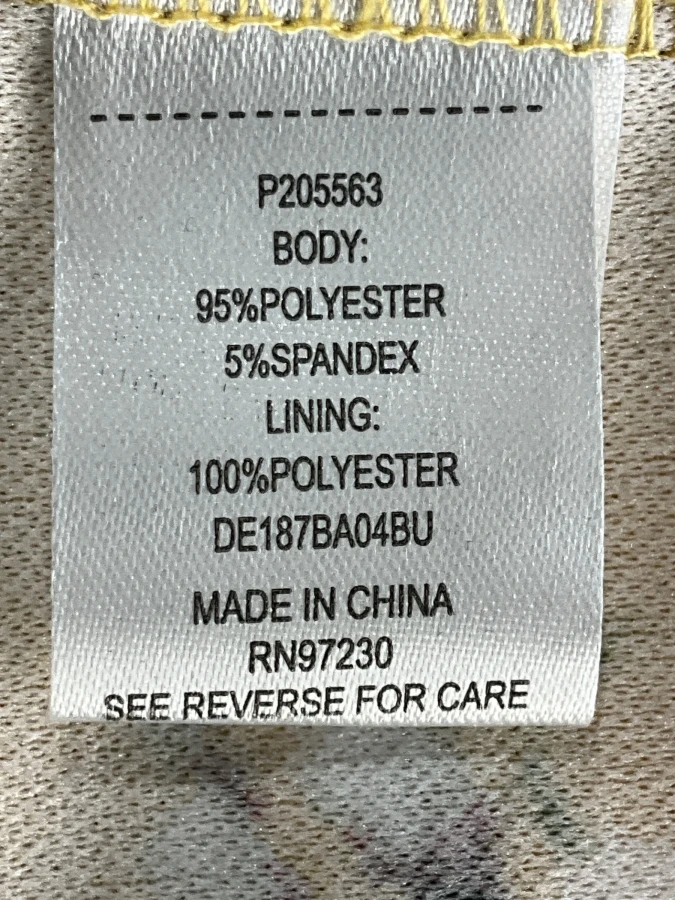 P205563
BODY:
95%POLYESTER
5%SPANDEX
LINING:
100%POLYESTER
DE187BA04BU
MADE IN CHINA
RN97230
SEE REVERSE FOR CARE